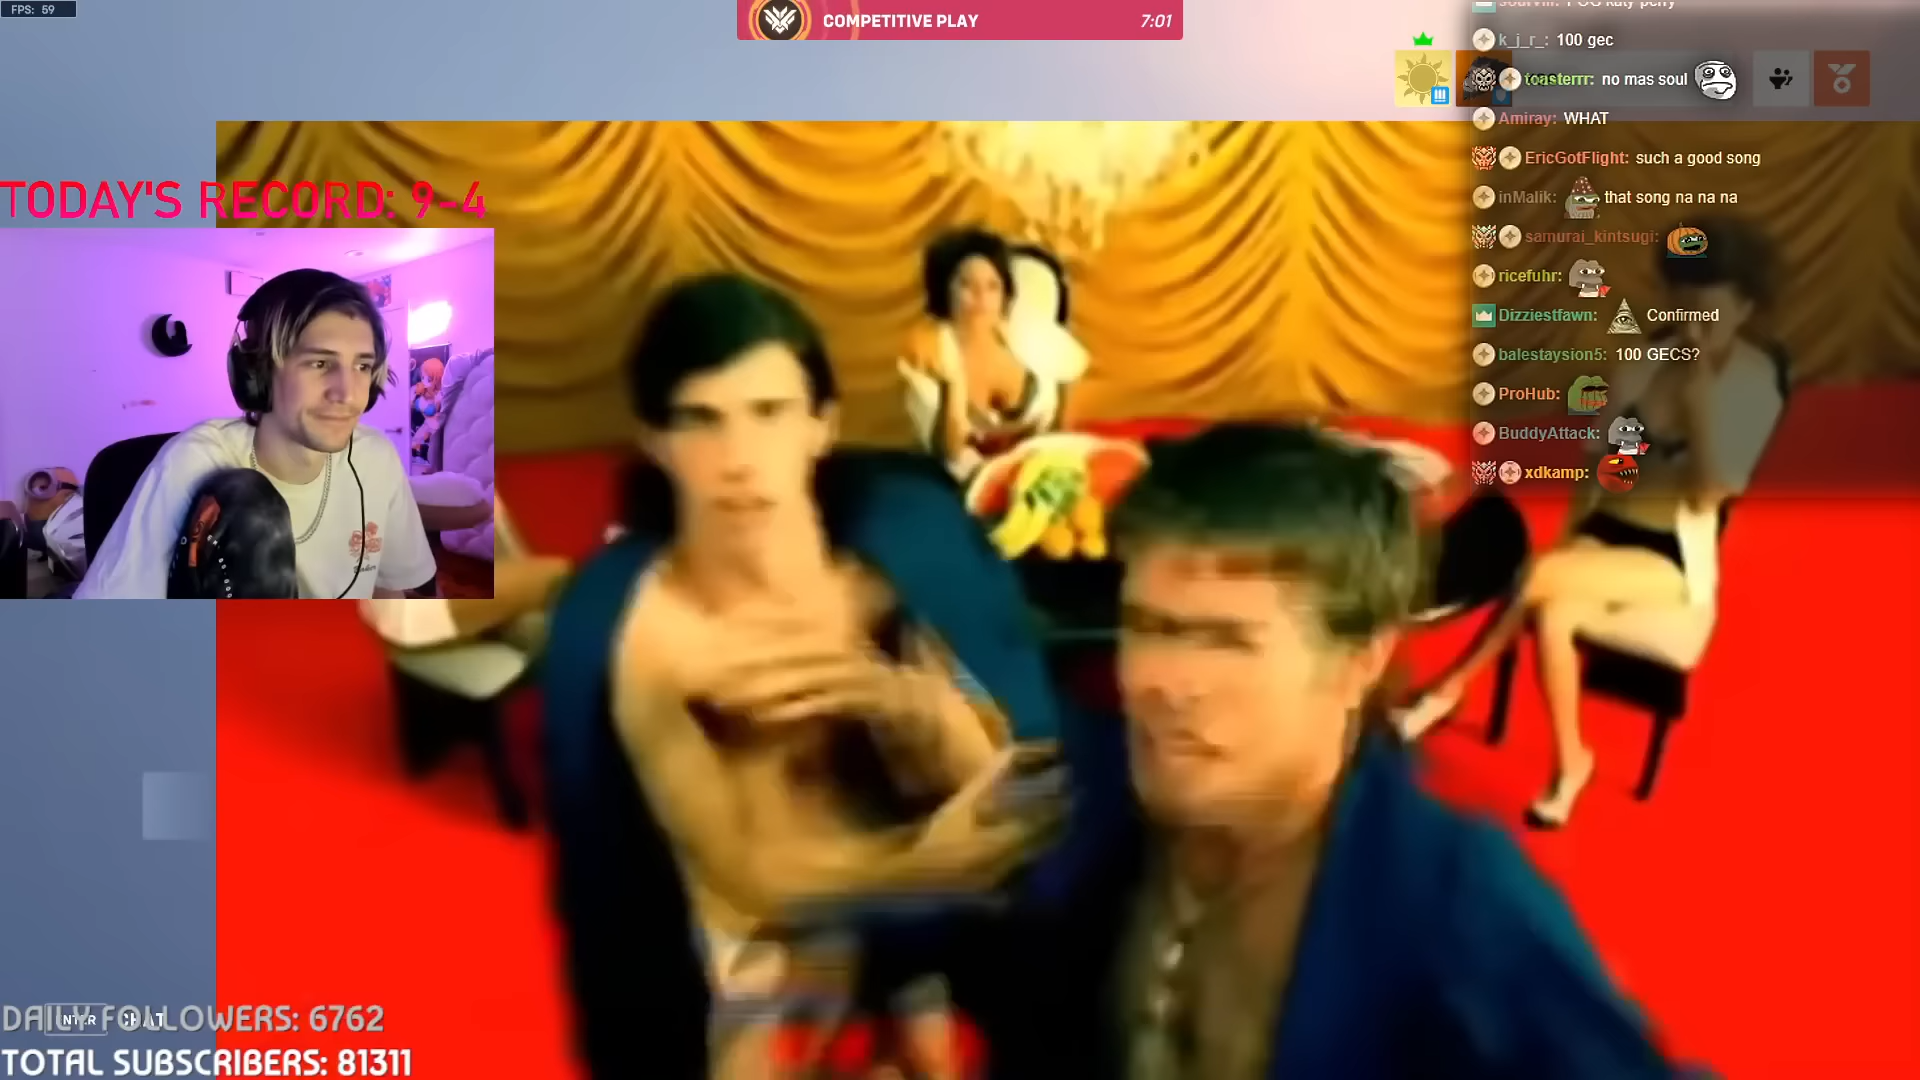 FPS: 59
COMPETITIVE PLAY
7:01
k_j_r_: 100 gec
toasterrr: no mas soul
Amiray: WHAT
EricGotFlight: such a good song
inMalik: that song na na na
samurai_kintsugi:
ricefuhr:
Dizziestfawn: Confirmed
balestaysion5: 100 GECS?
ProHub:
BuddyAttack:
xdkamp:
TODAY'S RECORD: 9-4
DAILY FOLLOWERS: 6762
TOTAL SUBSCRIBERS: 81311